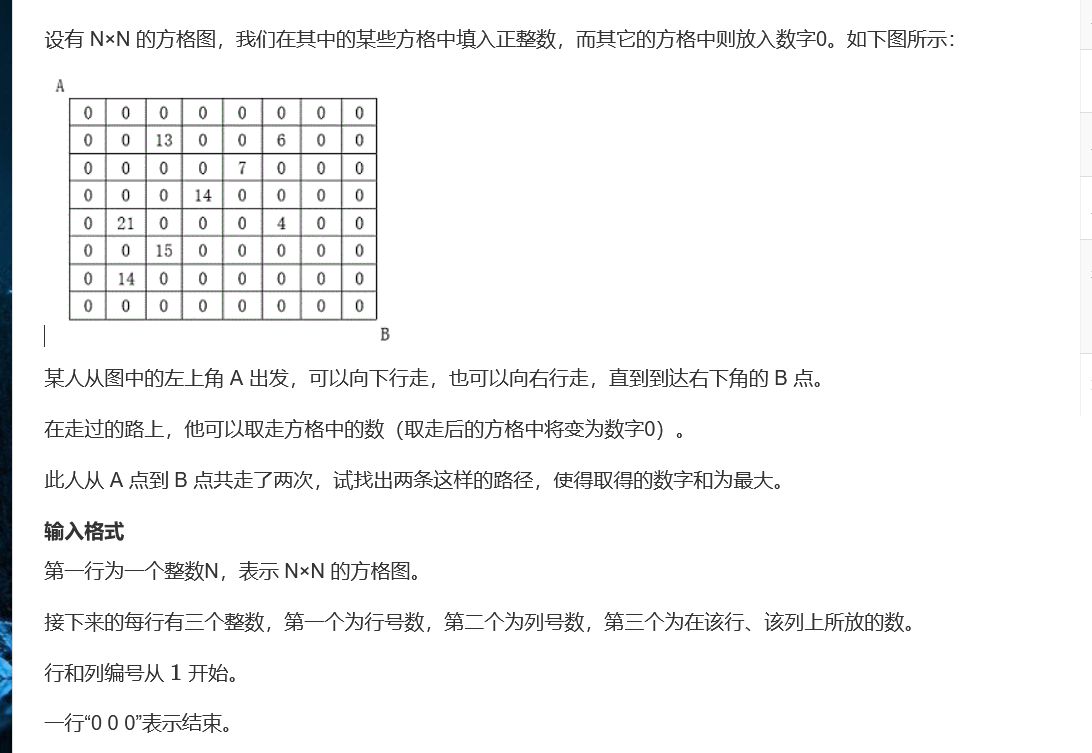 设有 N×N 的方格图，我们在其中的某些方格中填入正整数，而其它的方格中则放入数字0。如下图所示：
A
0 0 0 0 0 0 0 0
0 0 13 0 0 6 0 0
0 0 0 0 7 0 0 0
0 0 0 14 0 0 0 0
0 21 0 0 0 4 0 0
0 0 15 0 0 0 0 0
0 14 0 0 0 0 0 0
0 0 0 0 0 0 0 0
B
某人从图中的左上角 A 出发，可以向下行走，也可以向右行走，直到到达右下角的 B 点。
在走过的路上，他可以取走方格中的数（取走后的方格中将变为数字0）。
此人从 A 点到 B 点共走了两次，试找出两条这样的路径，使得取得的数字和为最大。
输入格式
第一行为一个整数N，表示 N×N 的方格图。
接下来的每行有三个整数，第一个为行号数，第二个为列号数，第三个为在该行、该列上所放的数。
行和列编号从 1 开始。
一行“0 0 0”表示结束。